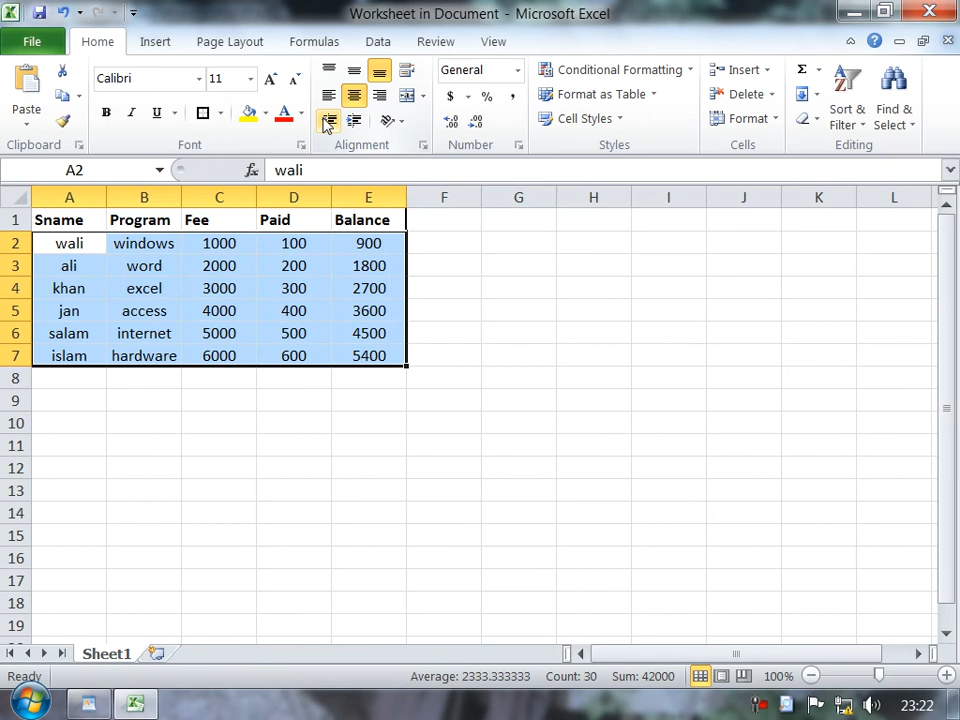 Worksheet in Document - Microsoft Excel
File Home Insert Page Layout Formulas Data Review View
Paste
Calibri 11 A A
B I U A
General
$ % ,
Conditional Formatting
Format as Table
Cell Styles
Insert
Delete
Format
Σ
Sort & Filter
Find & Select
Clipboard Font Alignment Number Styles Cells Editing
A2 fx wali
A B C D E F G H I J K L
1 Sname Program Fee Paid Balance
2 wali windows 1000 100 900
3 ali word 2000 200 1800
4 khan excel 3000 300 2700
5 jan access 4000 400 3600
6 salam internet 5000 500 4500
7 islam hardware 6000 600 5400
8
9
10
11
12
13
14
15
16
17
18
19
Sheet1
Ready Average: 2333.333333 Count: 30 Sum: 42000 100%
23:22